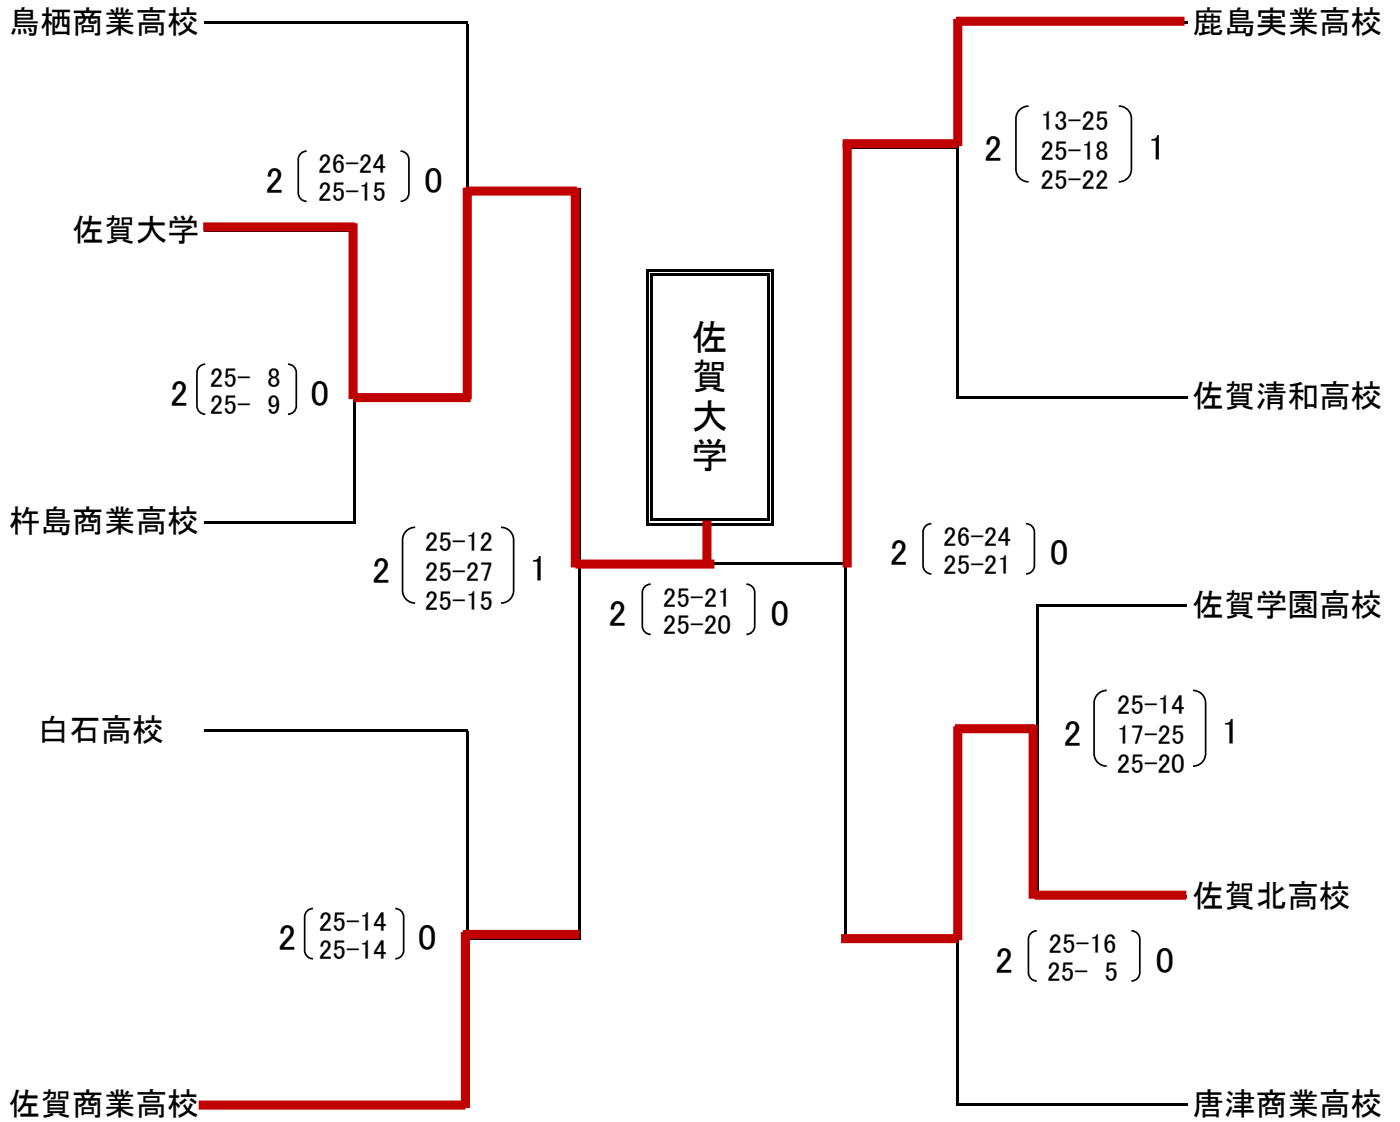 鳥栖商業高校
鹿島実業高校
2 26-24 0
25-15
2 13-25 1
25-18
25-22
佐賀大学
佐賀大学
2 25- 8 0
25- 9
佐賀清和高校
杵島商業高校
2 25-12 1
25-27
25-15
2 26-24 0
25-21
2 25-21 0
25-20
佐賀学園高校
白石高校
2 25-14 1
17-25
25-20
佐賀北高校
2 25-14 0
25-14
2 25-16 0
25- 5
佐賀商業高校
唐津商業高校